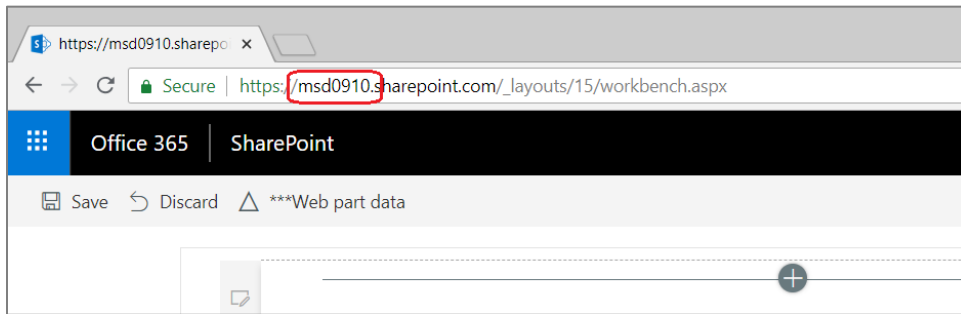 https://msd0910.sharepoi
Secure | https://msd0910.sharepoint.com/_layouts/15/workbench.aspx
Office 365 | SharePoint
Save Discard ***Web part data